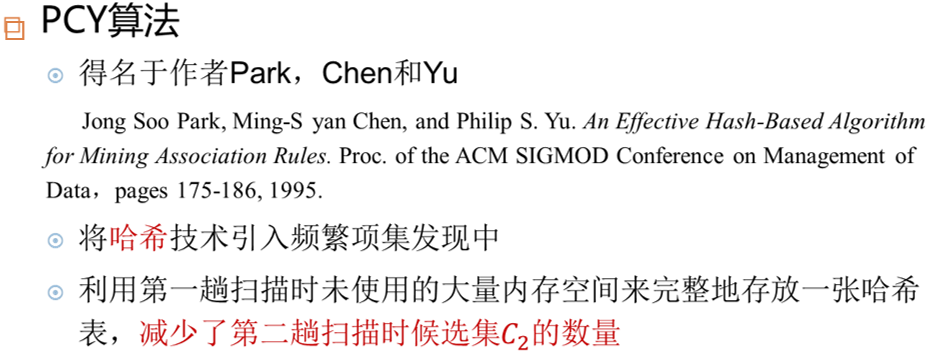 PCY算法
得名于作者Park，Chen和Yu
Jong Soo Park, Ming-S yan Chen, and Philip S. Yu. An Effective Hash-Based Algorithm
for Mining Association Rules. Proc. of the ACM SIGMOD Conference on Management of
Data，pages 175-186, 1995.
将哈希技术引入频繁项集发现中
利用第一趟扫描时未使用的大量内存空间来完整地存放一张哈希
表，减少了第二趟扫描时候选集C₂的数量